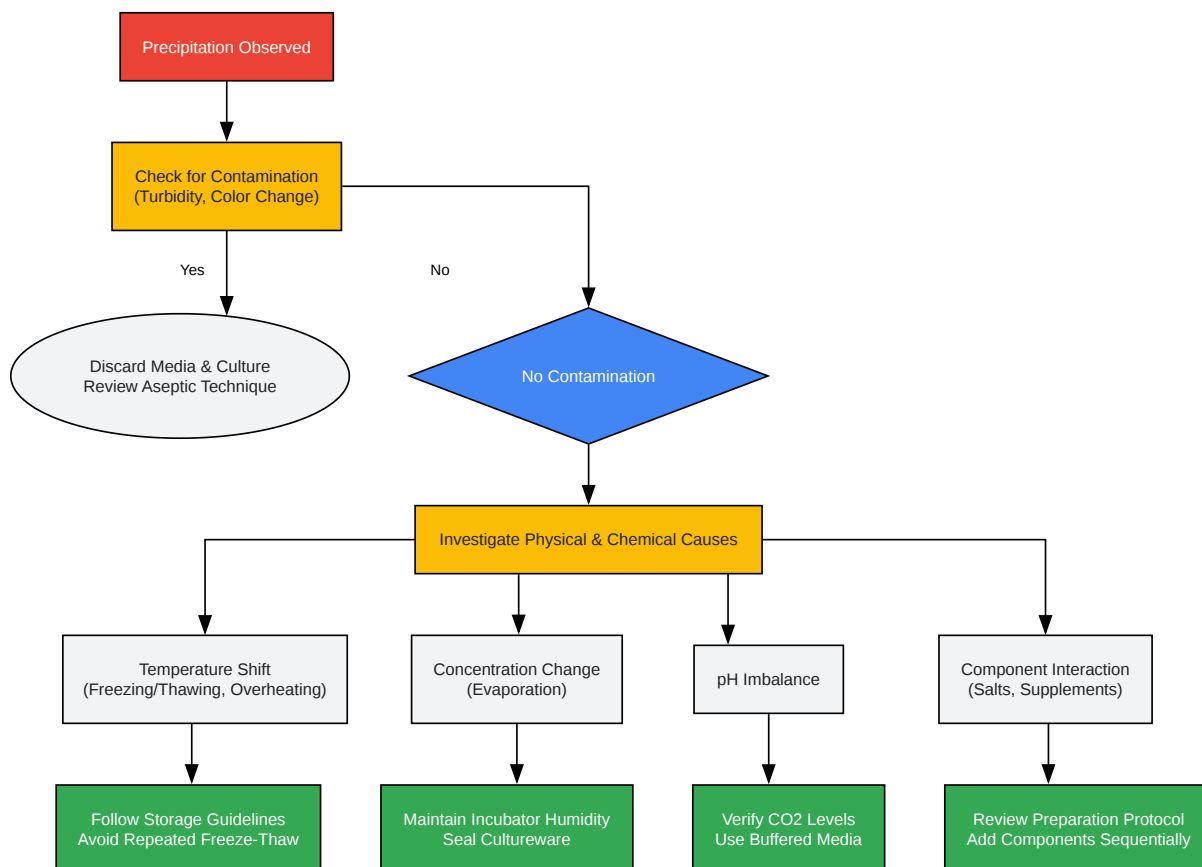 Precipitation Observed
Check for Contamination
(Turbidity, Color Change)
Yes
No
Discard Media & Culture
Review Aseptic Technique
No Contamination
Investigate Physical & Chemical Causes
Temperature Shift
(Freezing/Thawing, Overheating)
Concentration Change
(Evaporation)
pH Imbalance
Component Interaction
(Salts, Supplements)
Follow Storage Guidelines
Avoid Repeated Freeze-Thaw
Maintain Incubator Humidity
Seal Cultureware
Verify CO2 Levels
Use Buffered Media
Review Preparation Protocol
Add Components Sequentially